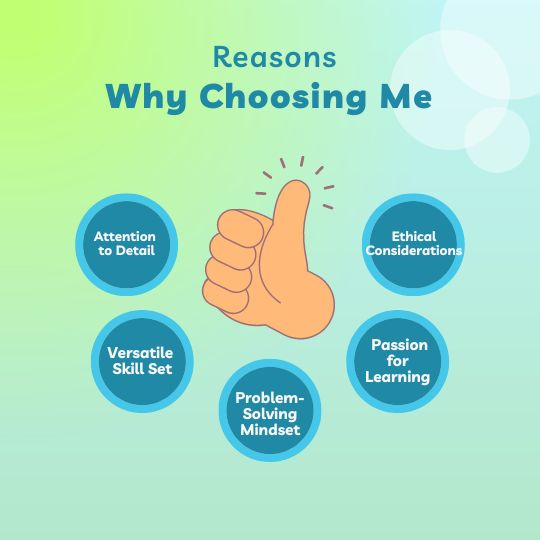 Reasons
Why Choosing Me
Attention
to Detail
Ethical
Considerations
Versatile
Skill Set
Passion
for
Learning
Problem-
Solving
Mindset